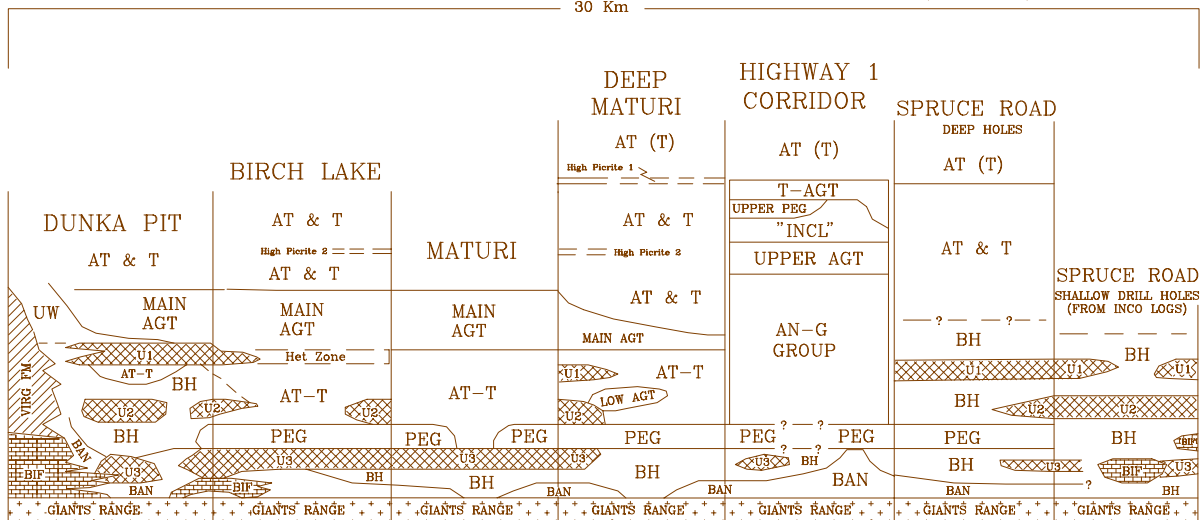 30 Km
DEEP
MATURI
HIGHWAY 1
CORRIDOR
SPRUCE ROAD
DEEP HOLES
AT (T)
AT (T)
AT (T)
High Picrite 1
BIRCH LAKE
T-AGT
UPPER PEG
"INCL"
UPPER AGT
DUNKA PIT
AT & T
AT & T
AT & T
MATURI
High Picrite 2
High Picrite 2
AT & T
AT & T
AT & T
SPRUCE ROAD
SHALLOW DRILL HOLES
(FROM INCO LOGS)
UW
MAIN
AGT
MAIN
AGT
MAIN
AGT
AT & T
MAIN AGT
AN-G
GROUP
? ?
BH
BH
U1
Het Zone
AT-T
BH
VIRG FM
AT-T
AT-T
U1
AT-T
LOW AGT
U1
U1
U1
U2
U2
U2
U2
BH
U2
U2
BH
BAN
PEG
PEG
PEG
PEG
? ?
PEG
PEG
PEG
? ?
BH
BIF
BIF
U3
BAN
BIF
U3
BH
U3
BH
U3
BAN
BH
BAN
U3
BH
BAN
BH
BAN
U3
?
BIF
U3
BH
GIANTS RANGE
GIANTS RANGE
GIANTS RANGE
GIANTS RANGE
GIANTS RANGE
GIANTS RANGE
GIANTS RANGE